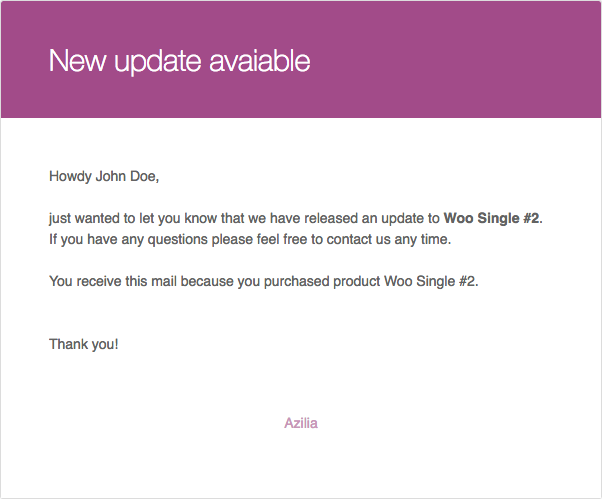 New update avaiable
Howdy John Doe,
just wanted to let you know that we have released an update to Woo Single #2.
If you have any questions please feel free to contact us any time.
You receive this mail because you purchased product Woo Single #2.
Thank you!
Azilia